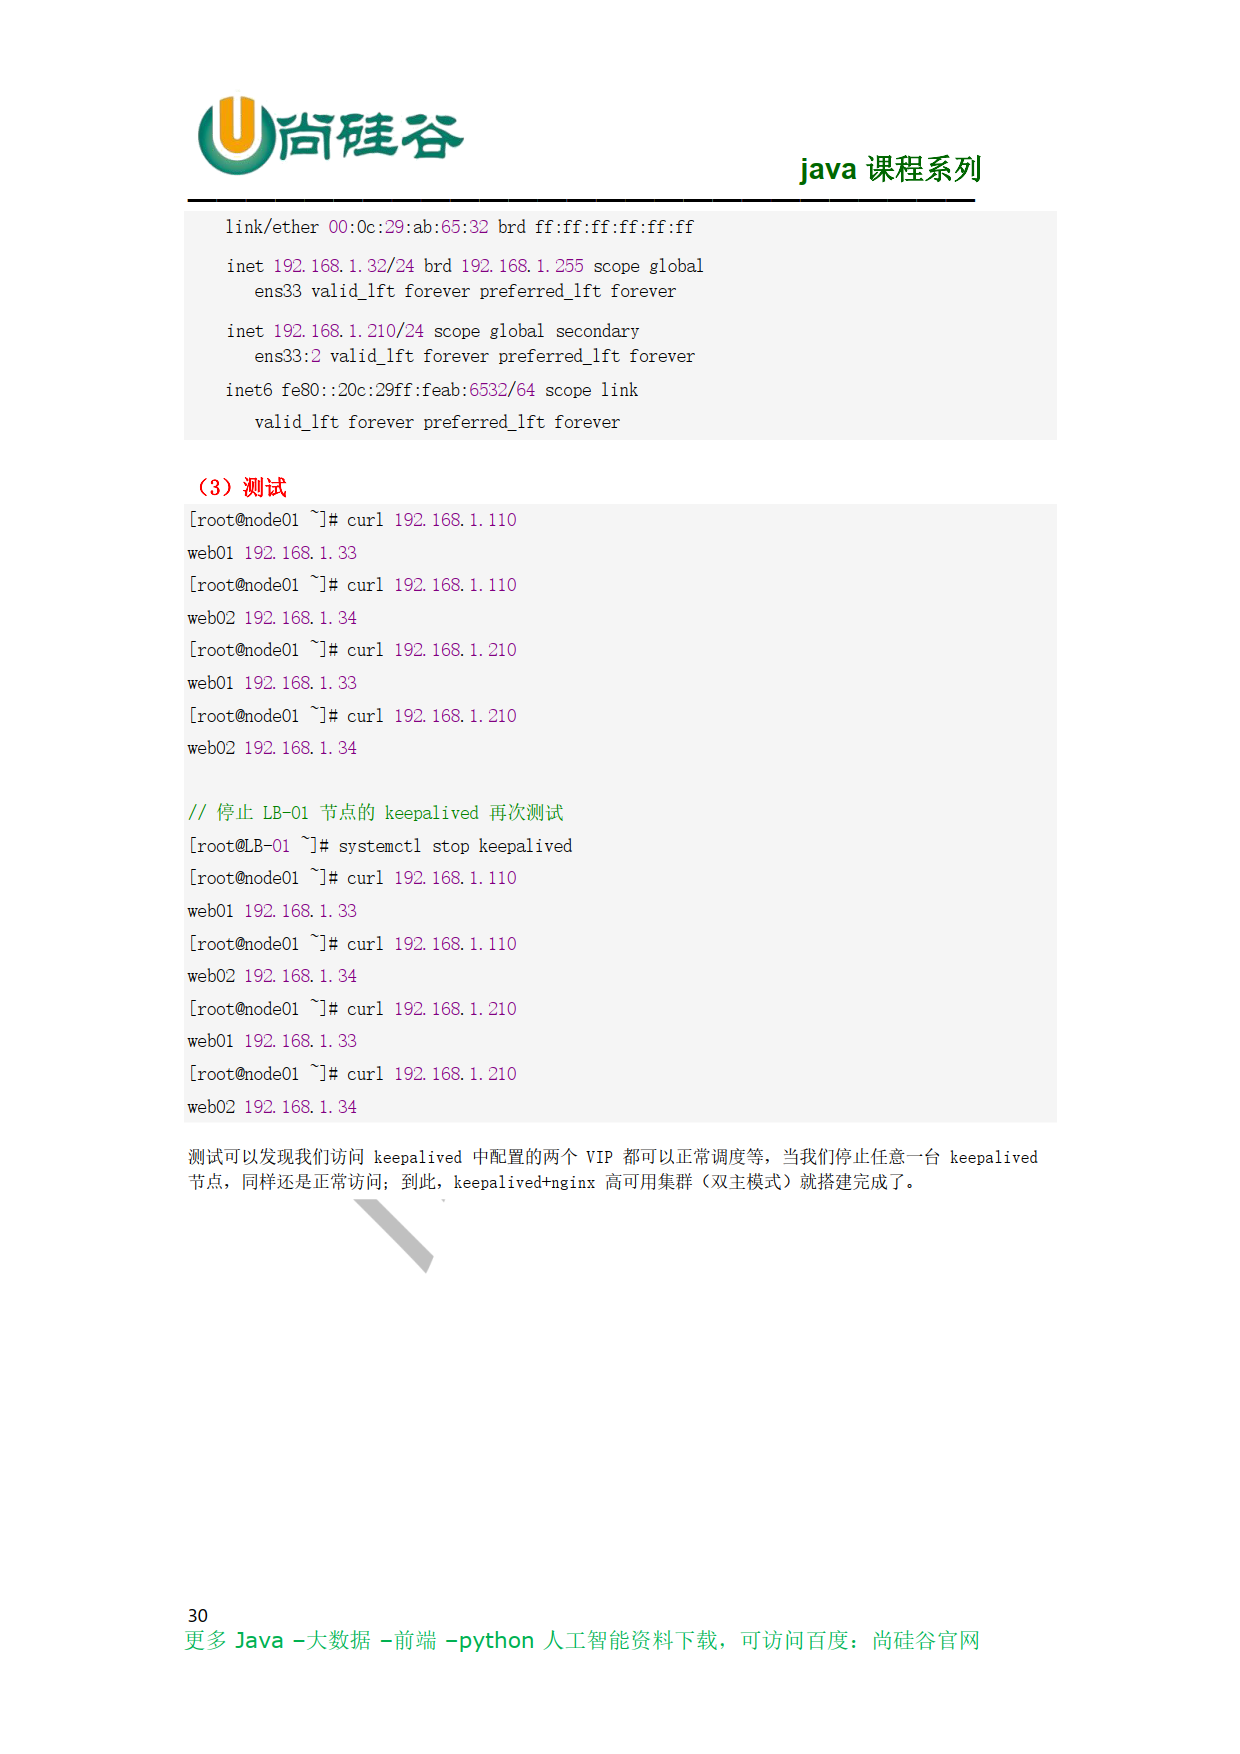 尚硅谷
java 课程系列
link/ether 00:0c:29:ab:65:32 brd ff:ff:ff:ff:ff:ff
inet 192.168.1.32/24 brd 192.168.1.255 scope global
ens33 valid_lft forever preferred_lft forever
inet 192.168.1.210/24 scope global secondary
ens33:2 valid_lft forever preferred_lft forever
inet6 fe80::20c:29ff:feab:6532/64 scope link
valid_lft forever preferred_lft forever
（3）测试
[root@node01 ~]# curl 192.168.1.110
web01 192.168.1.33
[root@node01 ~]# curl 192.168.1.110
web02 192.168.1.34
[root@node01 ~]# curl 192.168.1.210
web01 192.168.1.33
[root@node01 ~]# curl 192.168.1.210
web02 192.168.1.34
// 停止 LB-01 节点的 keepalived 再次测试
[root@LB-01 ~]# systemctl stop keepalived
[root@node01 ~]# curl 192.168.1.110
web01 192.168.1.33
[root@node01 ~]# curl 192.168.1.110
web02 192.168.1.34
[root@node01 ~]# curl 192.168.1.210
web01 192.168.1.33
[root@node01 ~]# curl 192.168.1.210
web02 192.168.1.34
测试可以发现我们访问 keepalived 中配置的两个 VIP 都可以正常调度等，当我们停止任意一台 keepalived
节点，同样还是正常访问；到此，keepalived+nginx 高可用集群（双主模式）就搭建完成了。
30
更多 Java –大数据 –前端 –python 人工智能资料下载，可访问百度：尚硅谷官网